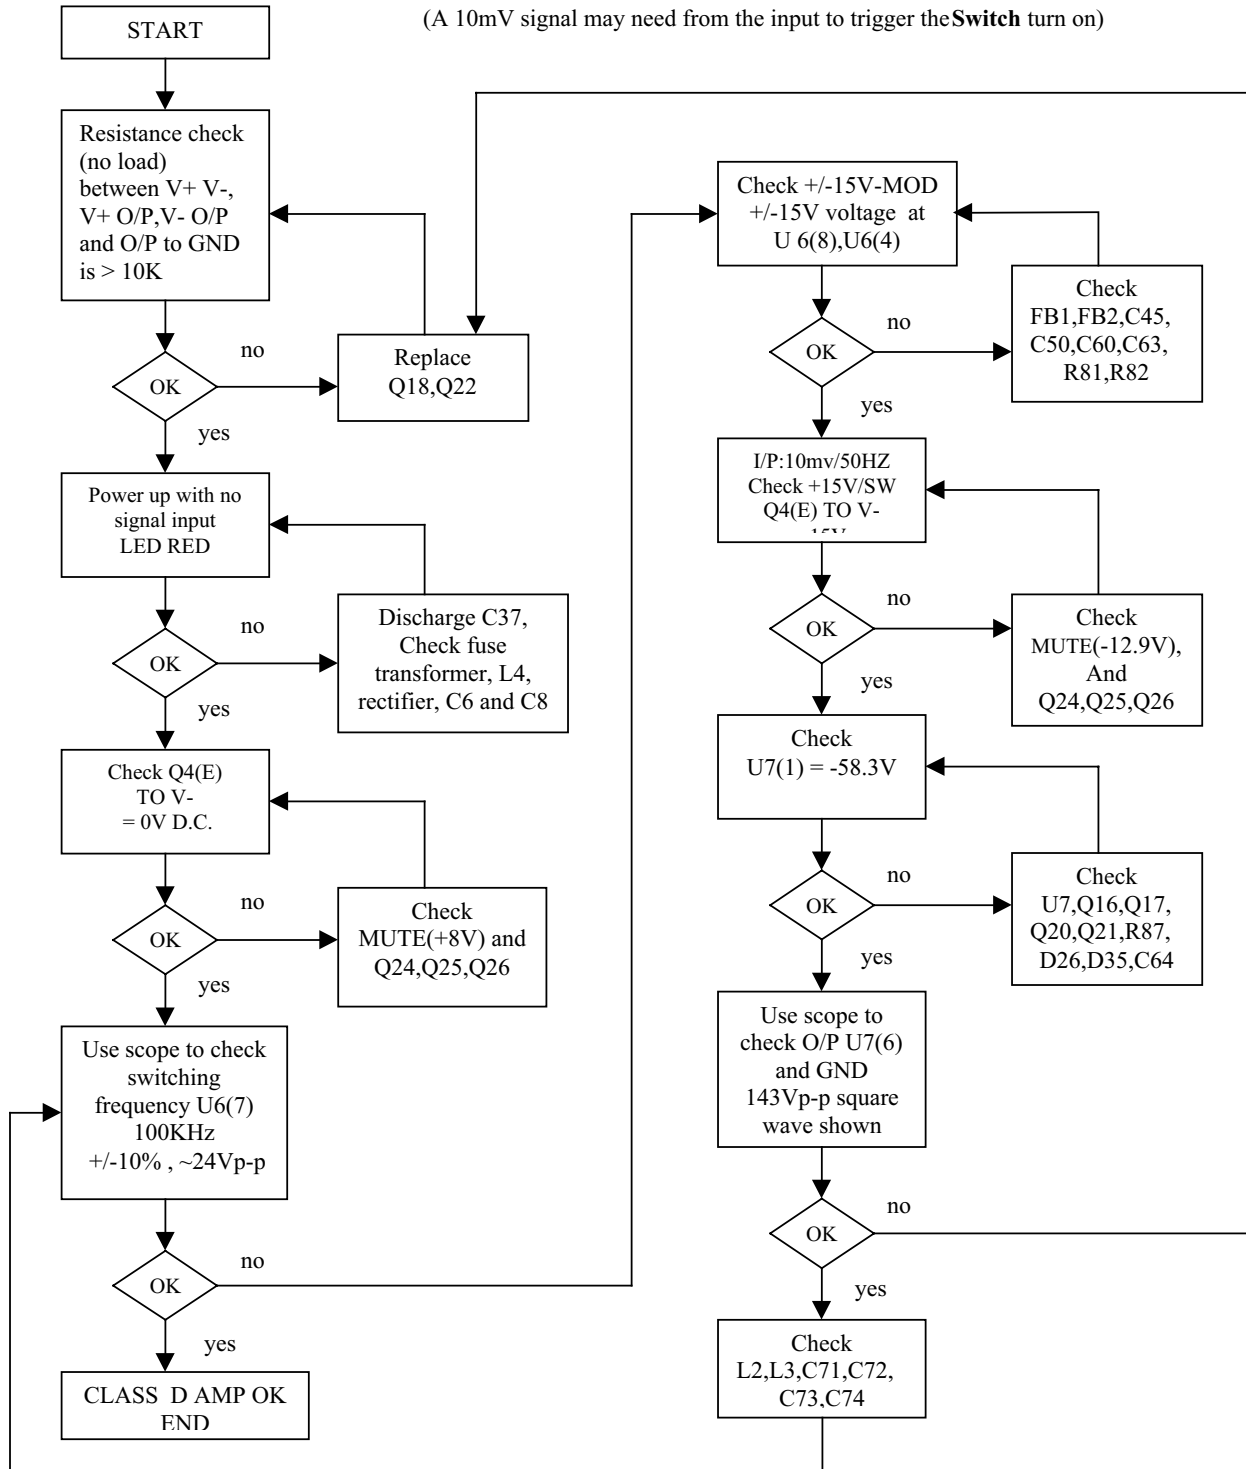 (A 10mV signal may need from the input to trigger the Switch turn on)
START
Resistance check
(no load)
between V+ V-,
V+ O/P,V- O/P
and O/P to GND
is > 10K
OK
no
yes
Replace
Q18,Q22
Power up with no
signal input
LED RED
OK
no
yes
Discharge C37,
Check fuse
transformer, L4,
rectifier, C6 and C8
Check Q4(E)
TO V-
= 0V D.C.
OK
no
yes
Check
MUTE(+8V) and
Q24,Q25,Q26
Use scope to check
switching
frequency U6(7)
100KHz
+/-10% , ~24Vp-p
OK
no
yes
CLASS D AMP OK
END
Check +/-15V-MOD
+/-15V voltage at
U 6(8),U6(4)
OK
no
yes
Check
FB1,FB2,C45,
C50,C60,C63,
R81,R82
I/P:10mv/50HZ
Check +15V/SW
Q4(E) TO V-
15V
OK
no
yes
Check
MUTE(-12.9V),
And
Q24,Q25,Q26
Check
U7(1) = -58.3V
OK
no
yes
Check
U7,Q16,Q17,
Q20,Q21,R87,
D26,D35,C64
Use scope to
check O/P U7(6)
and GND
143Vp-p square
wave shown
OK
no
yes
Check
L2,L3,C71,C72,
C73,C74